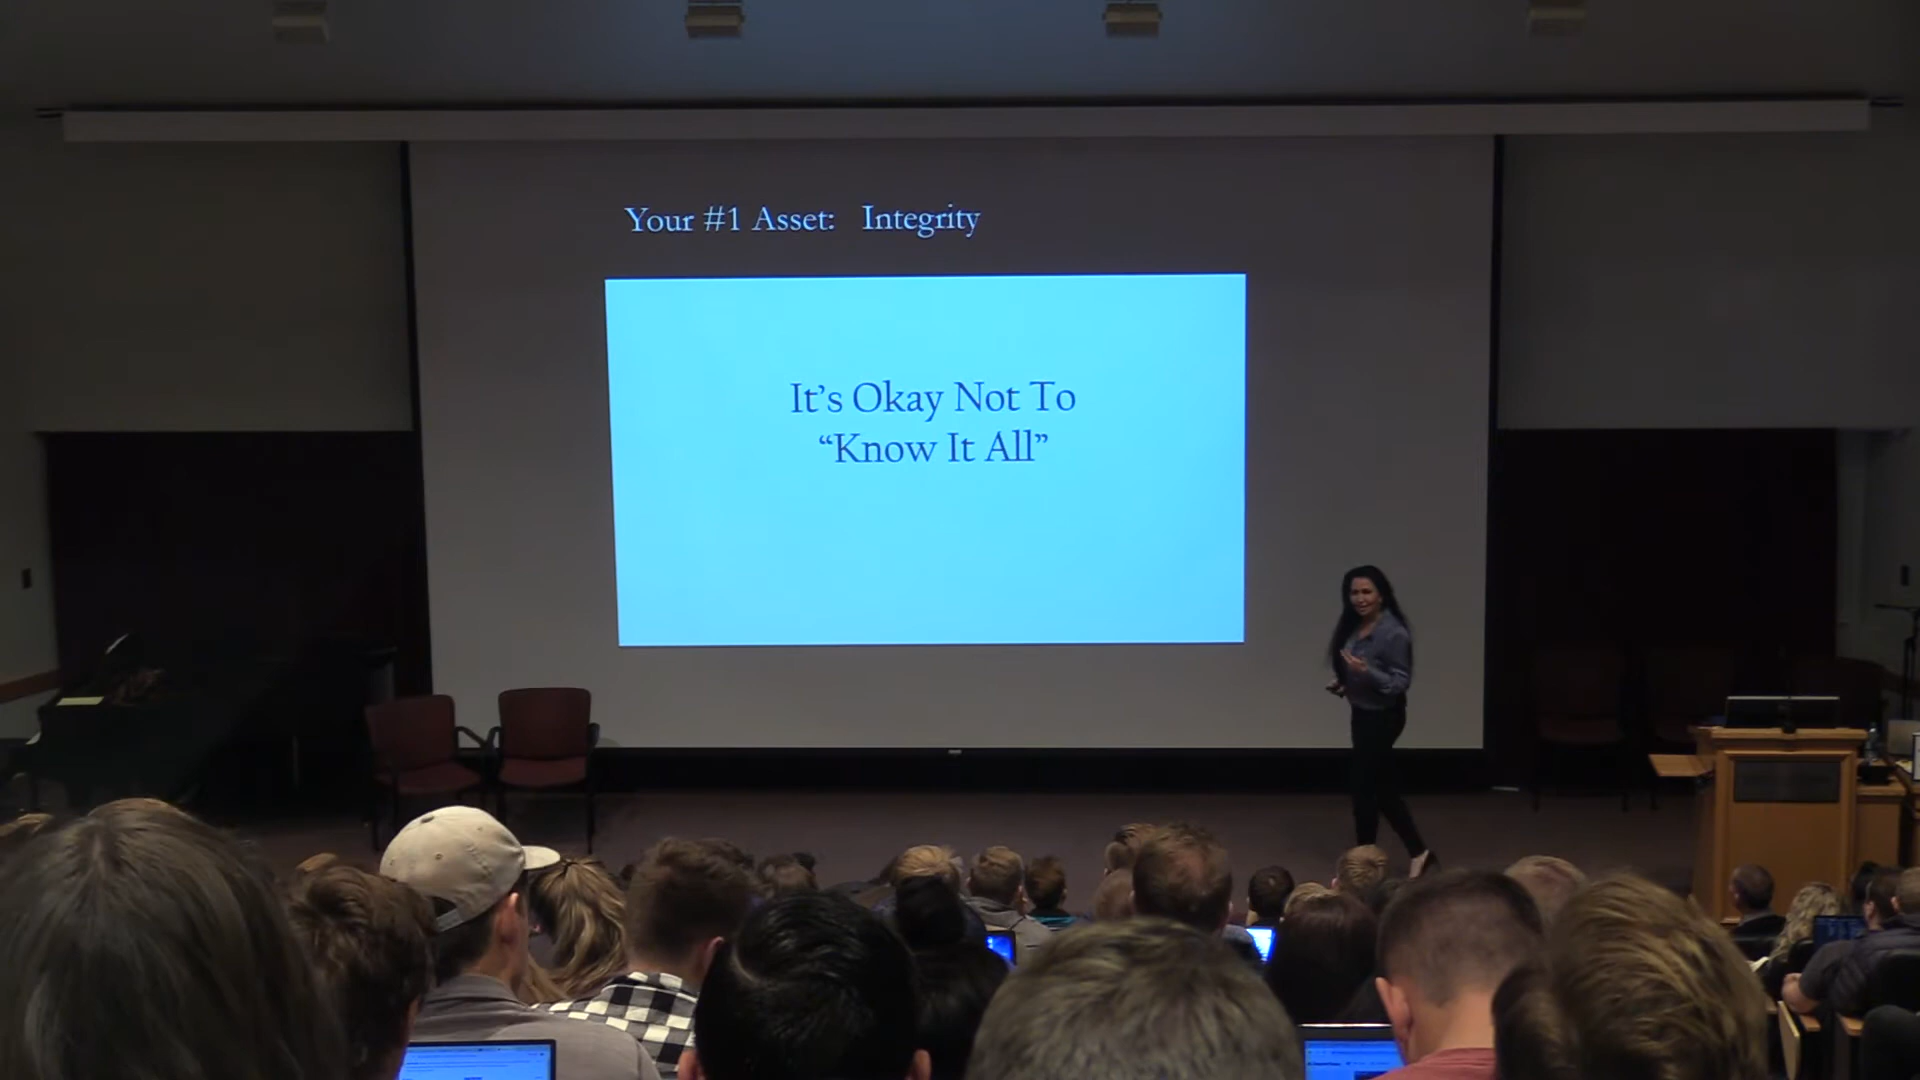 Your #1 Asset: Integrity
It's Okay Not To
“Know It All”